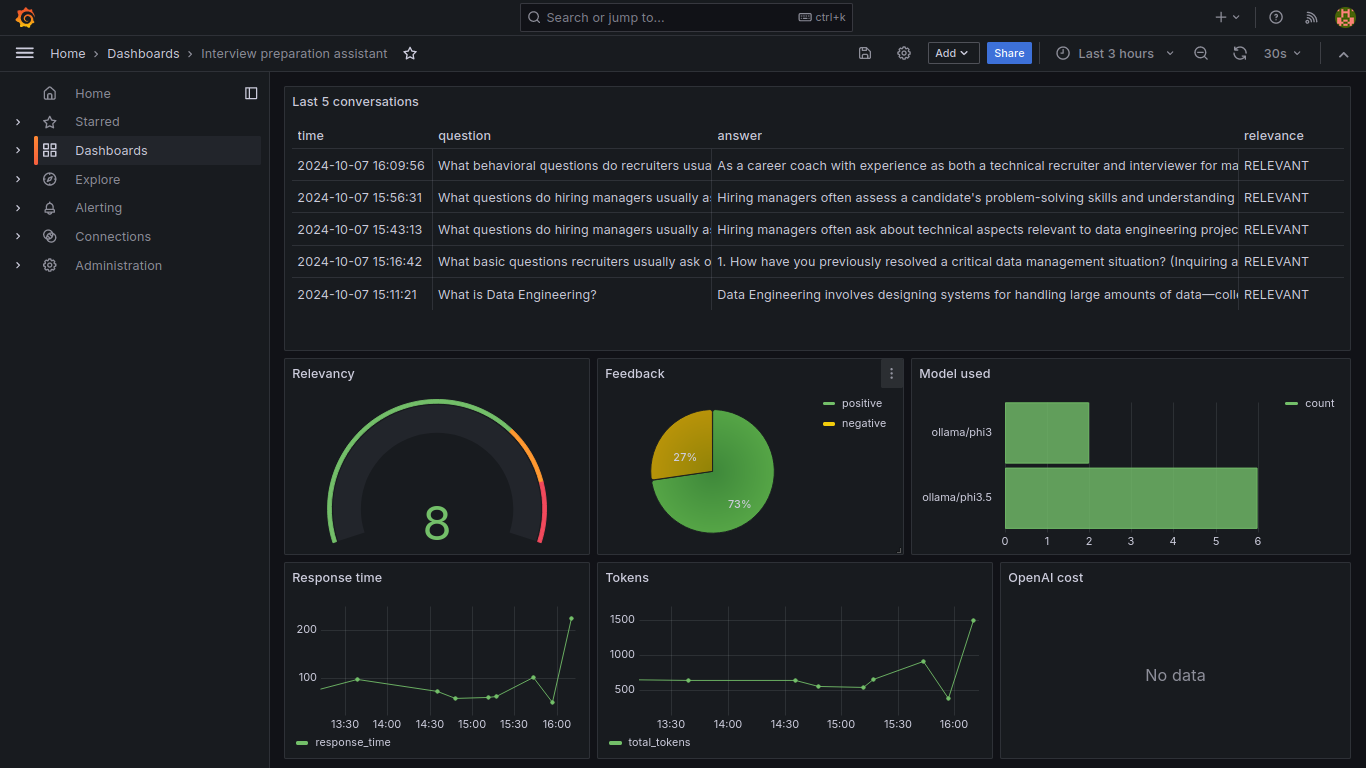 Search or jump to... ctrl+k
Home › Dashboards › Interview preparation assistant Add Share Last 3 hours 30s
Home
Starred
Dashboards
Explore
Alerting
Connections
Administration
Last 5 conversations
time question answer relevance
2024-10-07 16:09:56 What behavioral questions do recruiters usua As a career coach with experience as both a technical recruiter and interviewer for ma RELEVANT
2024-10-07 15:56:31 What questions do hiring managers usually a Hiring managers often assess a candidate's problem-solving skills and understanding RELEVANT
2024-10-07 15:43:13 What questions do hiring managers usually a Hiring managers often ask about technical aspects relevant to data engineering projec RELEVANT
2024-10-07 15:16:42 What basic questions recruiters usually ask o 1. How have you previously resolved a critical data management situation? (Inquiring a RELEVANT
2024-10-07 15:11:21 What is Data Engineering? Data Engineering involves designing systems for handling large amounts of data—coll RELEVANT
Relevancy
8
Feedback
positive
negative
27%
73%
Model used
count
ollama/phi3
ollama/phi3.5
0 1 2 3 4 5 6
Response time
200
100
13:30 14:00 14:30 15:00 15:30 16:00
response_time
Tokens
1500
1000
500
13:30 14:00 14:30 15:00 15:30 16:00
total_tokens
OpenAI cost
No data